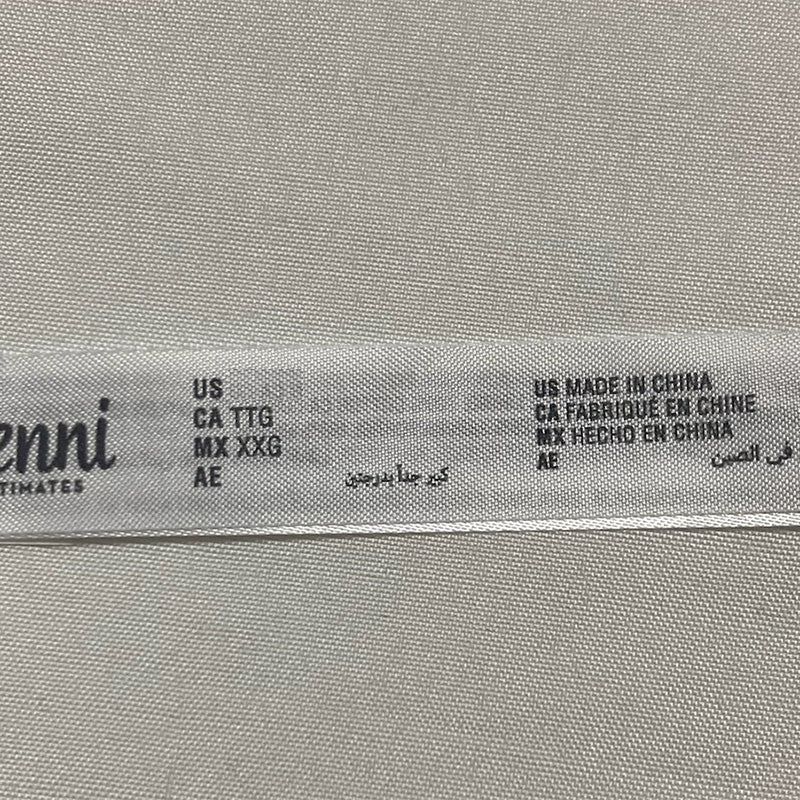 enni
TIMATES
US
CA TTG
MX XXG
AE كبير جداً بدرجتين
US MADE IN CHINA
CA FABRIQUÉ EN CHINE
MX HECHO EN CHINA
AE في الصين